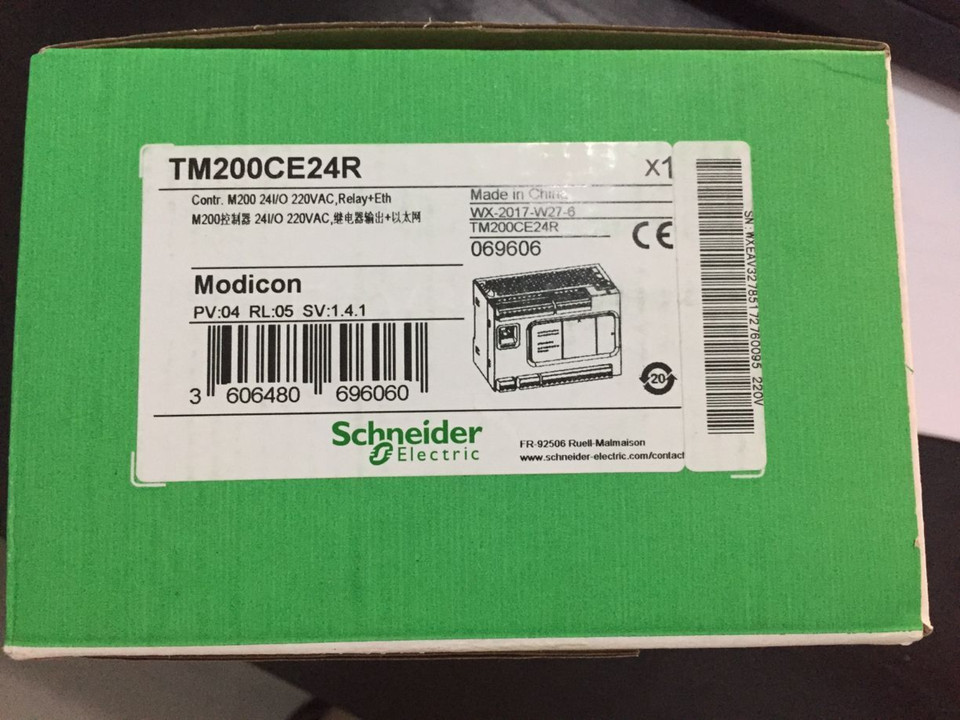 TM200CE24R
X1
Contr. M200 24I/O 220VAC,Relay+Eth
M200控制器 24I/O 220VAC,继电器输出+以太网
Made in China
WX-2017-W27-6
TM200CE24R
069606
CE
Modicon
PV:04 RL:05 SV:1.4.1
3 606480 696060
20
Schneider
Electric
FR-92506 Rueil-Malmaison
www.schneider-electric.com/contact
SN:WXEAV32785172760095 220V